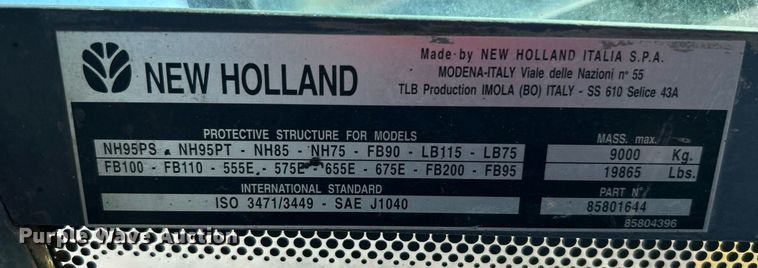 NEW HOLLAND
Made by NEW HOLLAND ITALIA S.P.A.
MODENA-ITALY Viale delle Nazioni n° 55
TLB Production IMOLA (BO) ITALY - SS 610 Selice 43A
PROTECTIVE STRUCTURE FOR MODELS
NH95PS - NH95PT - NH85 - NH75 - FB90 - LB115 - LB75
FB100 - FB110 - 555E - 575E - 655E - 675E - FB200 - FB95
MASS. max.
9000 Kg.
19865 Lbs.
INTERNATIONAL STANDARD
ISO 3471/3449 - SAE J1040
PART N°
85801644
85804396
Purple Wave Auction